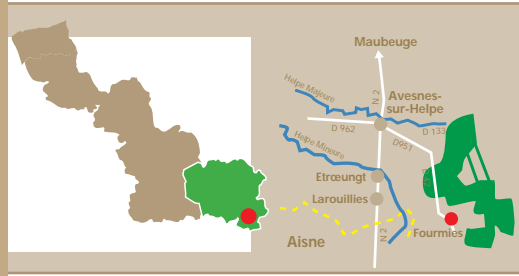 Maubeuge
Helpe Majeure
N 2
Avesnes-
sur-Helpe
D 962
D 133
D951
Helpe Mineure
Etrœungt
Larouillies
Aisne
N 2
Fourmies